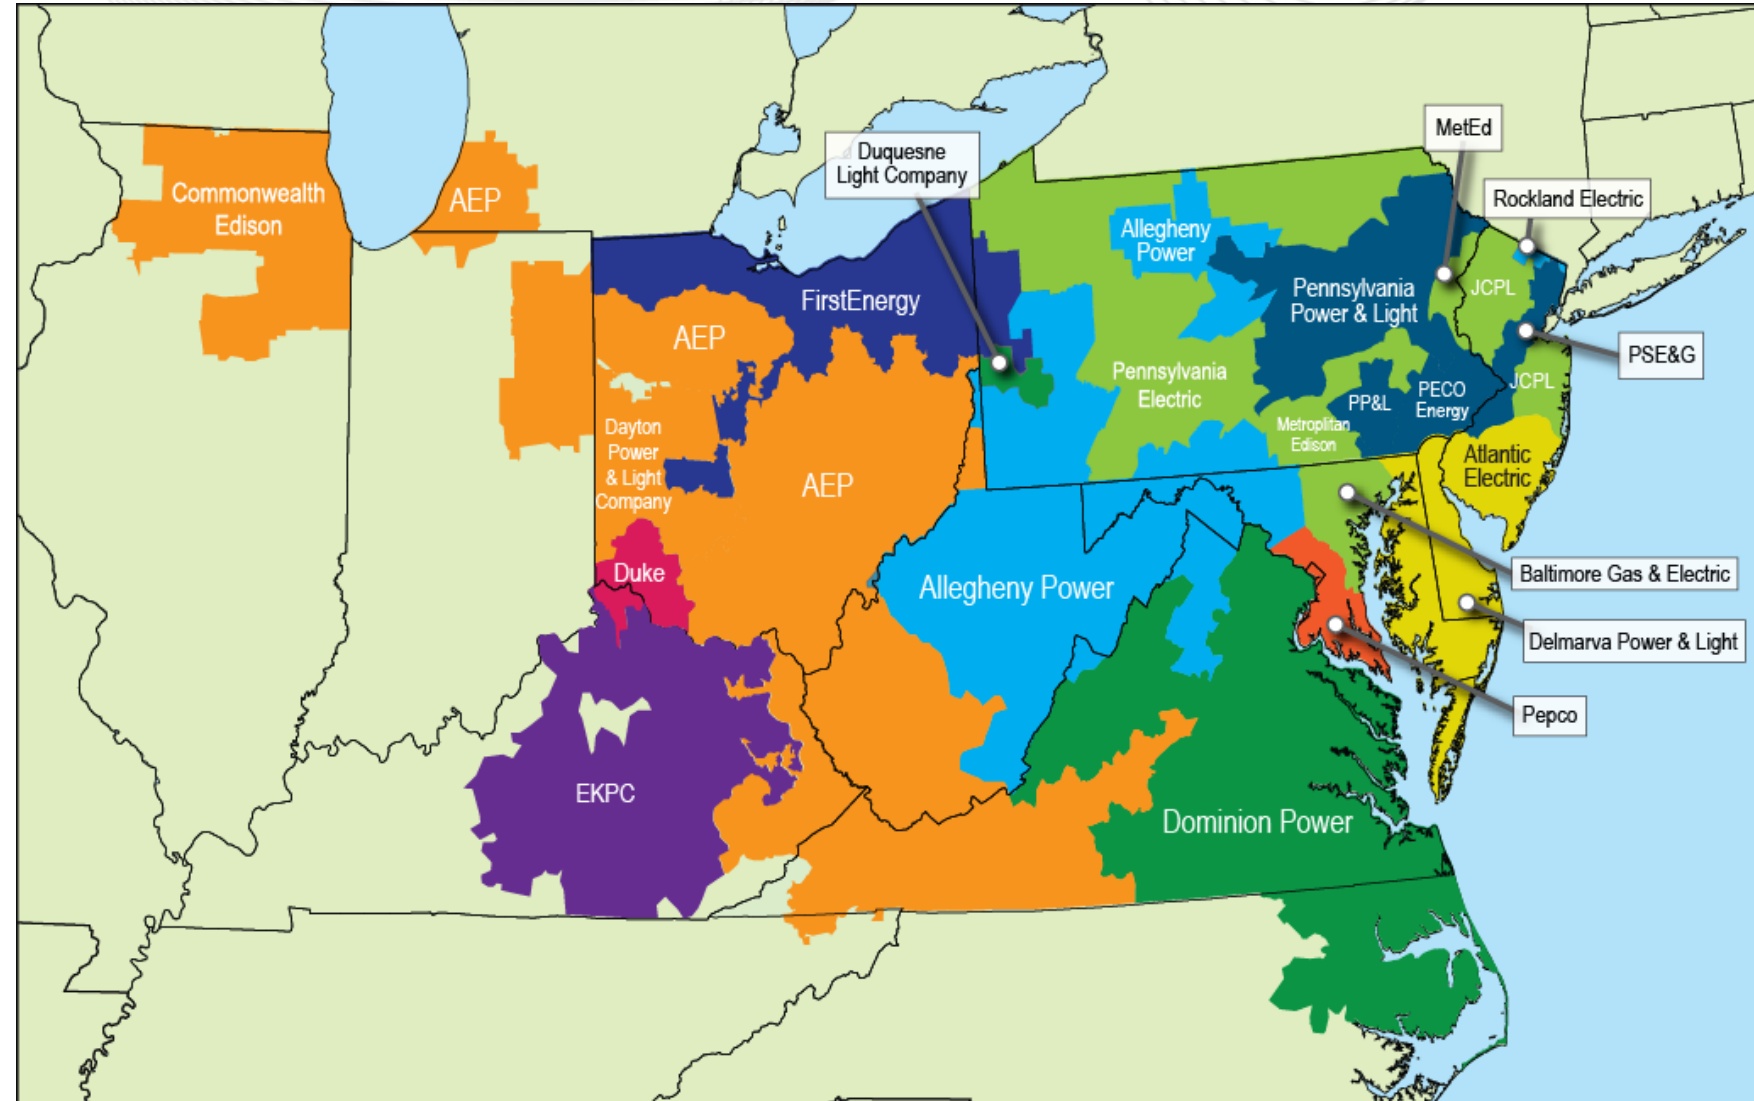 MetEd
Duquesne
Light Company
Rockland Electric
Commonwealth
Edison
AEP
Allegheny
Power
FirstEnergy
Pennsylvania
Power & Light
JCPL
AEP
PSE&G
Pennsylvania
Electric
PP&L
PECO
Energy
JCPL
Metroplitan
Edison
Dayton
Power
& Light
Company
AEP
Atlantic
Electric
Duke
Allegheny Power
Baltimore Gas & Electric
Delmarva Power & Light
Pepco
EKPC
Dominion Power